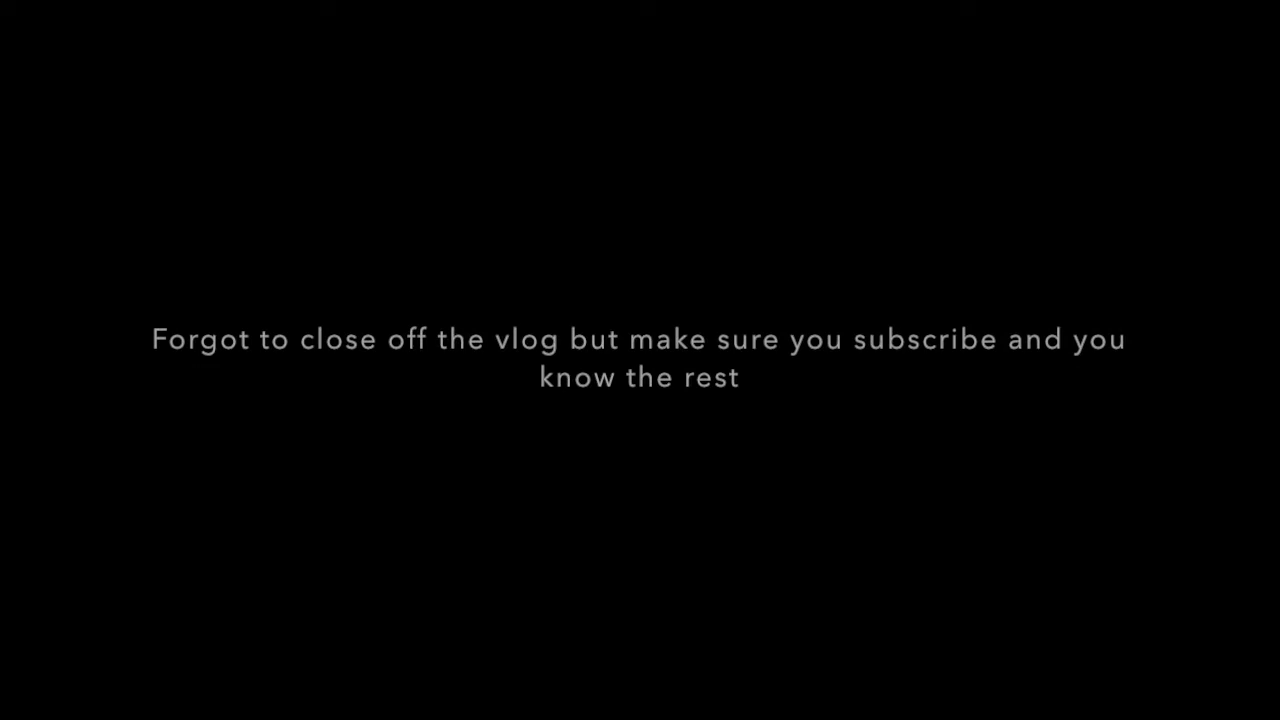 Forgot to close off the vlog but make sure you subscribe and you
know the rest